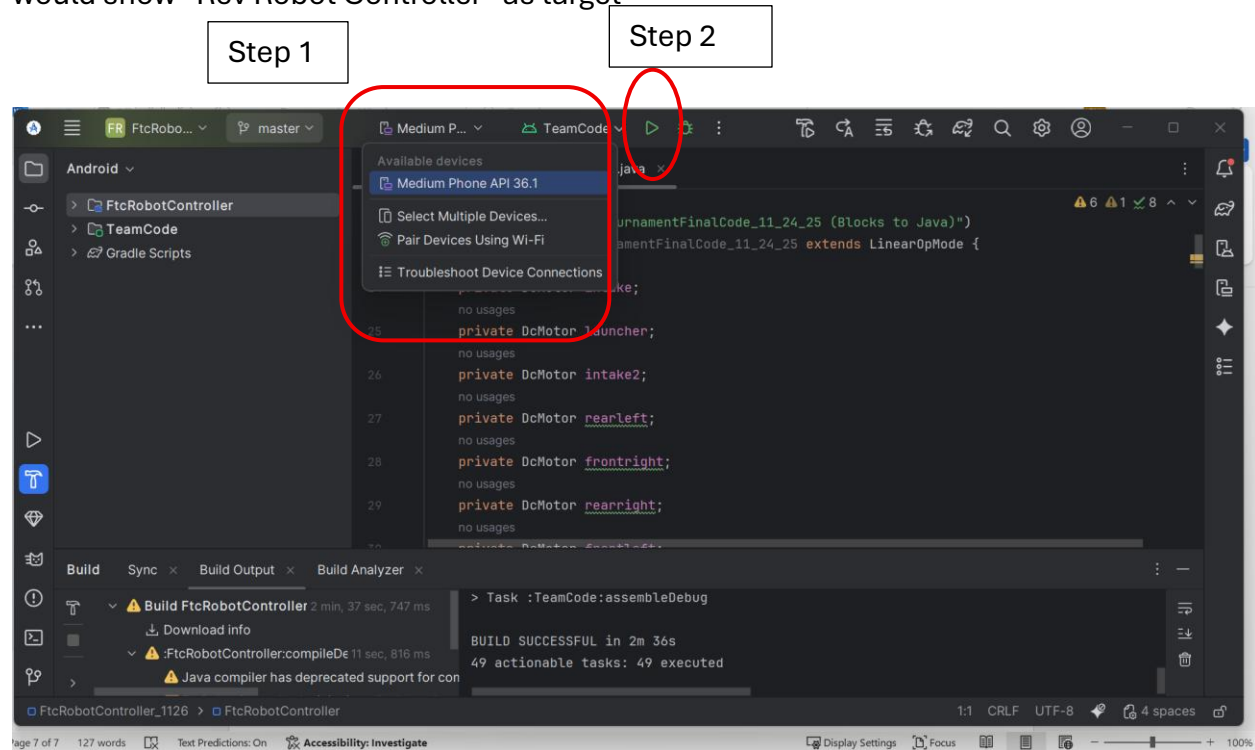 would show "Rev Robot Controller" as target
Step 1
Step 2
FR FtcRobo...
master
Medium P...
TeamCode
Android
Available devices
Medium Phone API 36.1
.java
FtcRobotController
TeamCode
Gradle Scripts
Select Multiple Devices...
Pair Devices Using Wi-Fi
Troubleshoot Device Connections
6 1 8
urnamentFinalCode_11_24_25 (Blocks to Java)")
amentFinalCode_11_24_25 extends LinearOpMode {
no usages
25 private DcMotor launcher;
no usages
26 private DcMotor intake2;
no usages
27 private DcMotor rearleft;
no usages
28 private DcMotor frontright;
no usages
29 private DcMotor rearright;
no usages
Build Sync Build Output Build Analyzer
Build FtcRobotController 2 min, 37 sec, 747 ms
Download info
:FtcRobotController:compileDe 11 sec, 816 ms
Java compiler has deprecated support for con
> Task :TeamCode:assembleDebug
BUILD SUCCESSFUL in 2m 36s
49 actionable tasks: 49 executed
FtcRobotController_1126 > FtcRobotController
1:1 CRLF UTF-8 4 spaces
age 7 of 7 127 words Text Predictions: On Accessibility: Investigate Display Settings Focus 100%